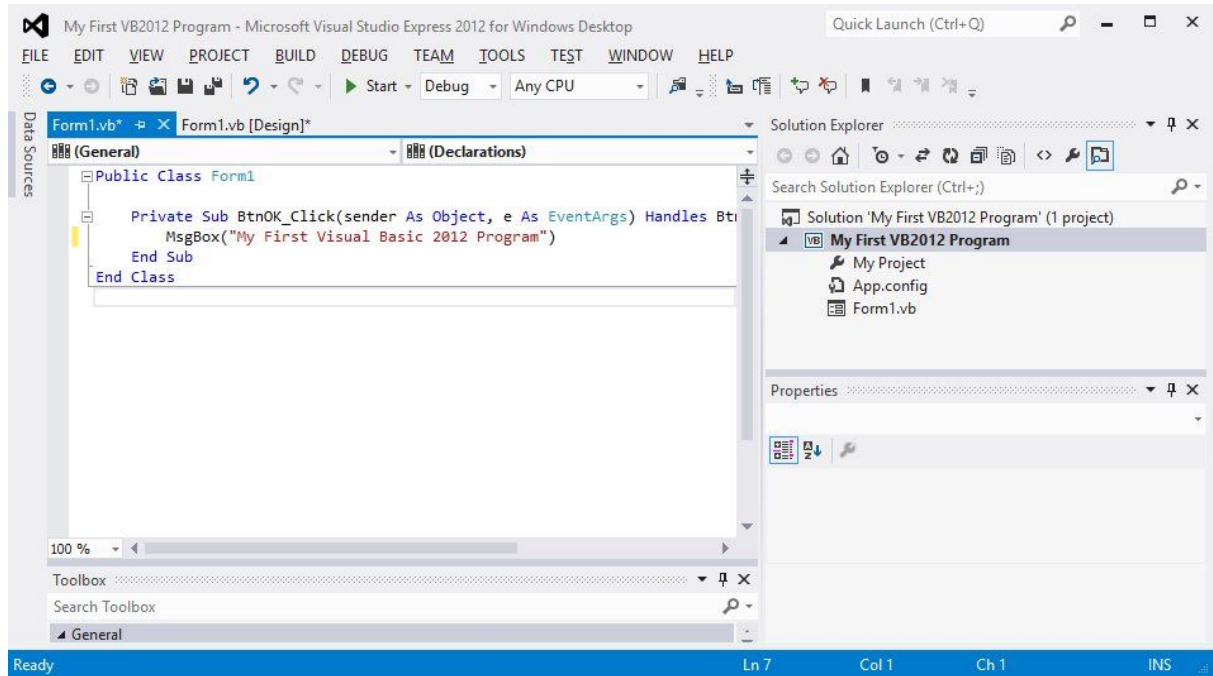 My First VB2012 Program - Microsoft Visual Studio Express 2012 for Windows Desktop
Quick Launch (Ctrl+Q)
FILE EDIT VIEW PROJECT BUILD DEBUG TEAM TOOLS TEST WINDOW HELP
Start Debug Any CPU
Data Sources
Form1.vb* Form1.vb [Design]*
(General) (Declarations)
Public Class Form1
Private Sub BtnOK_Click(sender As Object, e As EventArgs) Handles Bt
MsgBox("My First Visual Basic 2012 Program")
End Sub
End Class
100 %
Toolbox
Search Toolbox
General
Solution Explorer
Search Solution Explorer (Ctrl+;)
Solution 'My First VB2012 Program' (1 project)
VB My First VB2012 Program
My Project
App.config
Form1.vb
Properties
Ready Ln 7 Col 1 Ch 1 INS